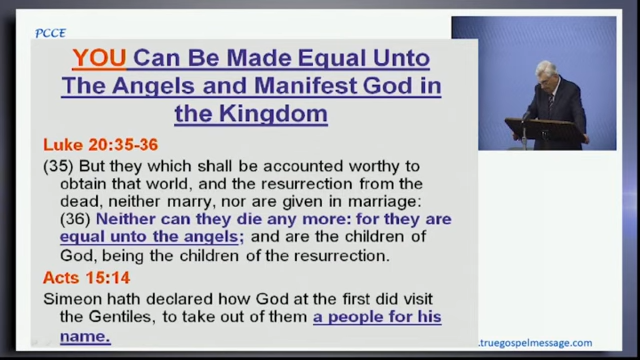 PCCE
YOU Can Be Made Equal Unto
The Angels and Manifest God in
the Kingdom
Luke 20:35-36
(35) But they which shall be accounted worthy to
obtain that world, and the resurrection from the
dead, neither marry, nor are given in marriage:
(36) Neither can they die any more: for they are
equal unto the angels; and are the children of
God, being the children of the resurrection.
Acts 15:14
Simeon hath declared how God at the first did visit
the Gentiles, to take out of them a people for his
name.
.truegospelmessage.com